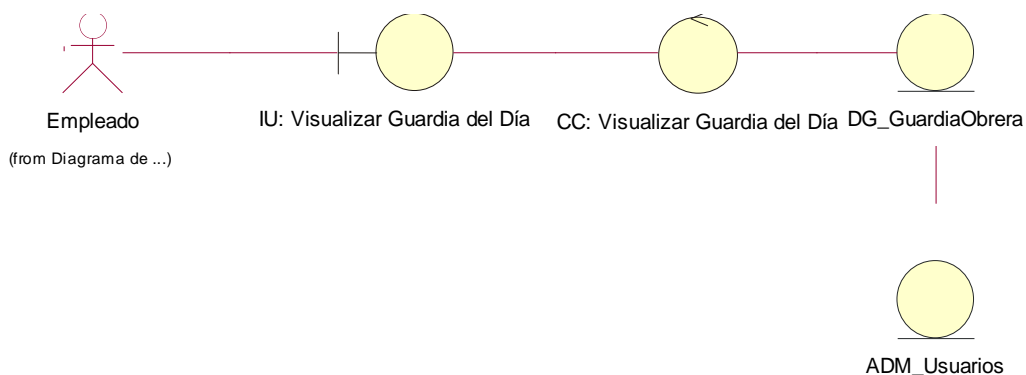 Empleado
(from Diagrama de ...)
IU: Visualizar Guardia del Día
CC: Visualizar Guardia del Día
DG_GuardiaObrera
ADM_Usuarios